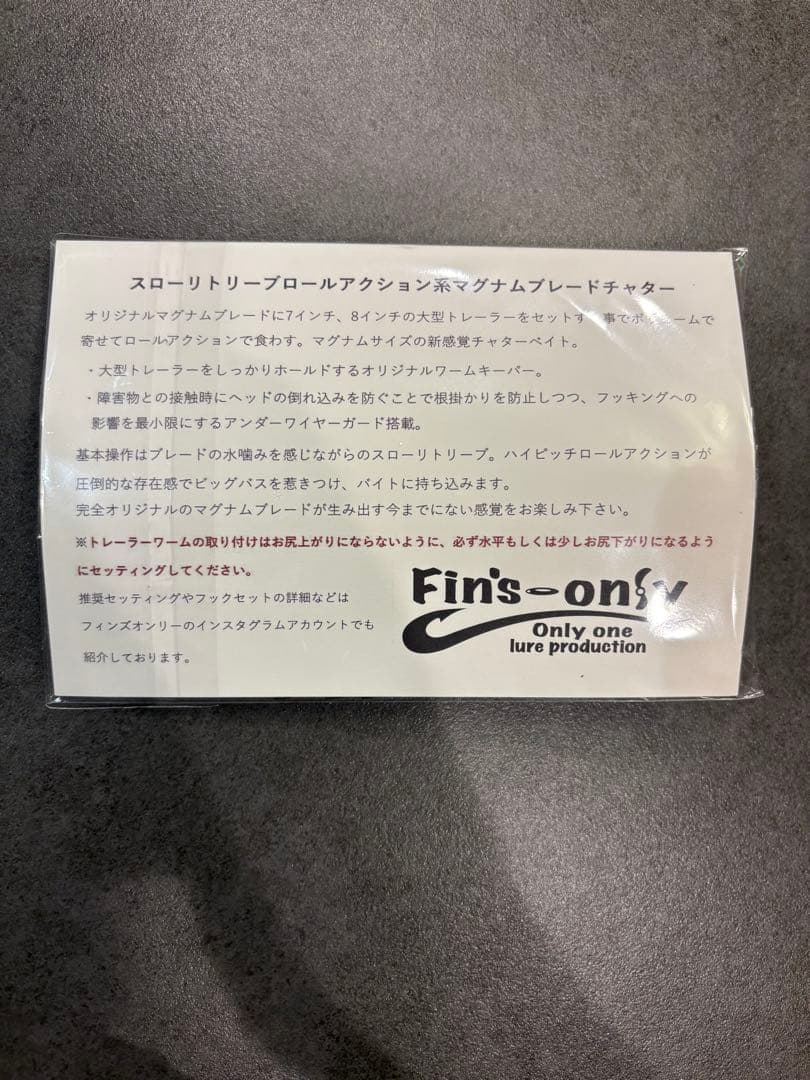 スローリトリーブロールアクション系マグナムブレードチャター
オリジナルマグナムブレードに7インチ、8インチの大型トレーラーをセットす 事でボリュームで
寄せてロールアクションで食わす。マグナムサイズの新感覚チャターベイト。
・大型トレーラーをしっかりホールドするオリジナルワームキーパー。
・障害物との接触時にヘッドの倒れ込みを防ぐことで根掛かりを防止しつつ、フッキングへの
影響を最小限にするアンダーワイヤーガード搭載。
基本操作はブレードの水噛みを感じながらのスローリトリーブ。ハイピッチロールアクションが
圧倒的な存在感でビッグバスを惹きつけ、バイトに持ち込みます。
完全オリジナルのマグナムブレードが生み出す今までにない感覚をお楽しみ下さい。
※トレーラーワームの取り付けはお尻上がりにならないように、必ず水平もしくは少しお尻下がりになるよう
にセッティングしてください。
推奨セッティングやフックセットの詳細などは
フィンズオンリーのインスタグラムアカウントでも
紹介しております。
Fin's-only
Only one
lure production